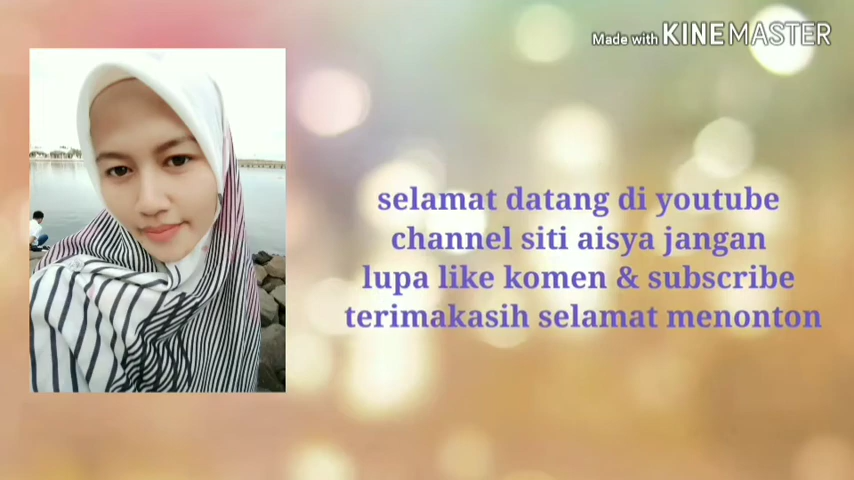 Made with KINEMASTER
selamat datang di youtube
channel siti aisya jangan
lupa like komen & subscribe
terimakasih selamat menonton